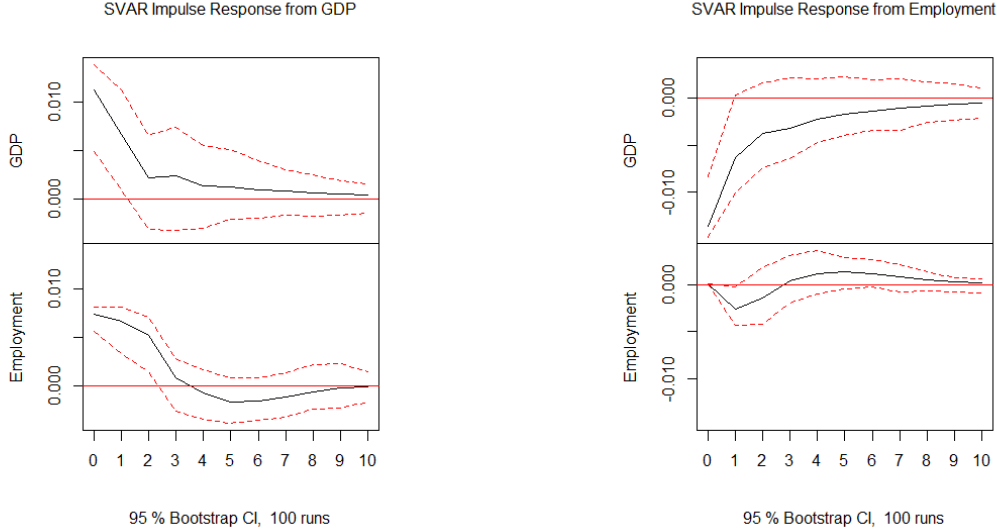 SVAR Impulse Response from GDP
GDP
0.010
0.000
Employment
0.010
0.000
0 1 2 3 4 5 6 7 8 9 10
95 % Bootstrap CI, 100 runs
SVAR Impulse Response from Employment
GDP
0.000
-0.010
Employment
0.000
-0.010
0 1 2 3 4 5 6 7 8 9 10
95 % Bootstrap CI, 100 runs